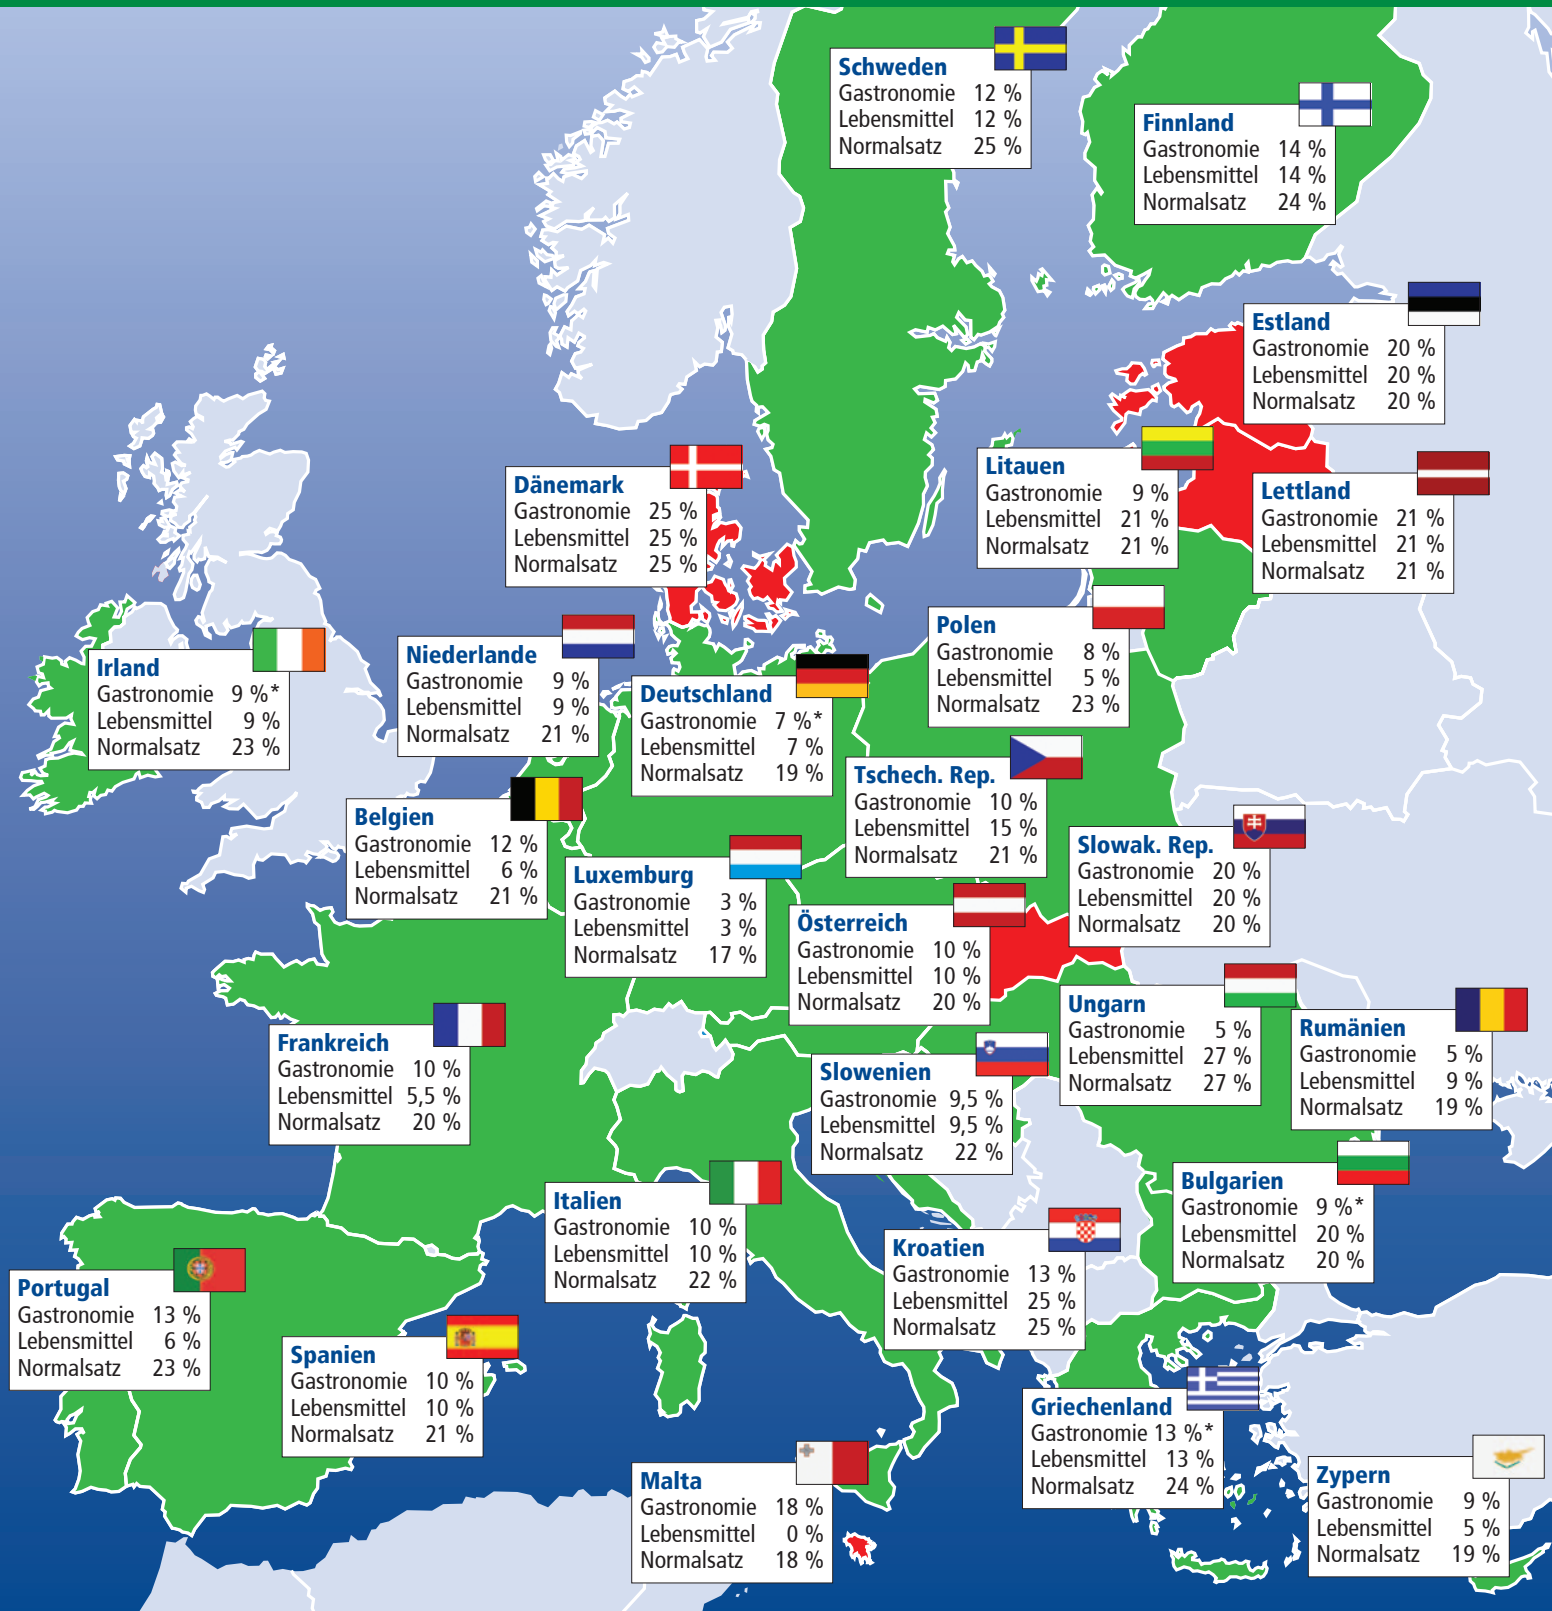 Schweden
Gastronomie 12 %
Lebensmittel 12 %
Normalsatz 25 %
Finnland
Gastronomie 14 %
Lebensmittel 14 %
Normalsatz 24 %
Estland
Gastronomie 20 %
Lebensmittel 20 %
Normalsatz 20 %
Litauen
Gastronomie 9 %
Lebensmittel 21 %
Normalsatz 21 %
Lettland
Gastronomie 21 %
Lebensmittel 21 %
Normalsatz 21 %
Dänemark
Gastronomie 25 %
Lebensmittel 25 %
Normalsatz 25 %
Polen
Gastronomie 8 %
Lebensmittel 5 %
Normalsatz 23 %
Irland
Gastronomie 9 %*
Lebensmittel 9 %
Normalsatz 23 %
Niederlande
Gastronomie 9 %
Lebensmittel 9 %
Normalsatz 21 %
Deutschland
Gastronomie 7 %*
Lebensmittel 7 %
Normalsatz 19 %
Tschech. Rep.
Gastronomie 10 %
Lebensmittel 15 %
Normalsatz 21 %
Belgien
Gastronomie 12 %
Lebensmittel 6 %
Normalsatz 21 %
Slowak. Rep.
Gastronomie 20 %
Lebensmittel 20 %
Normalsatz 20 %
Luxemburg
Gastronomie 3 %
Lebensmittel 3 %
Normalsatz 17 %
Österreich
Gastronomie 10 %
Lebensmittel 10 %
Normalsatz 20 %
Ungarn
Gastronomie 5 %
Lebensmittel 27 %
Normalsatz 27 %
Rumänien
Gastronomie 5 %
Lebensmittel 9 %
Normalsatz 19 %
Frankreich
Gastronomie 10 %
Lebensmittel 5,5 %
Normalsatz 20 %
Slowenien
Gastronomie 9,5 %
Lebensmittel 9,5 %
Normalsatz 22 %
Bulgarien
Gastronomie 9 %*
Lebensmittel 20 %
Normalsatz 20 %
Italien
Gastronomie 10 %
Lebensmittel 10 %
Normalsatz 22 %
Kroatien
Gastronomie 13 %
Lebensmittel 25 %
Normalsatz 25 %
Portugal
Gastronomie 13 %
Lebensmittel 6 %
Normalsatz 23 %
Spanien
Gastronomie 10 %
Lebensmittel 10 %
Normalsatz 21 %
Griechenland
Gastronomie 13 %*
Lebensmittel 13 %
Normalsatz 24 %
Malta
Gastronomie 18 %
Lebensmittel 0 %
Normalsatz 18 %
Zypern
Gastronomie 9 %
Lebensmittel 5 %
Normalsatz 19 %